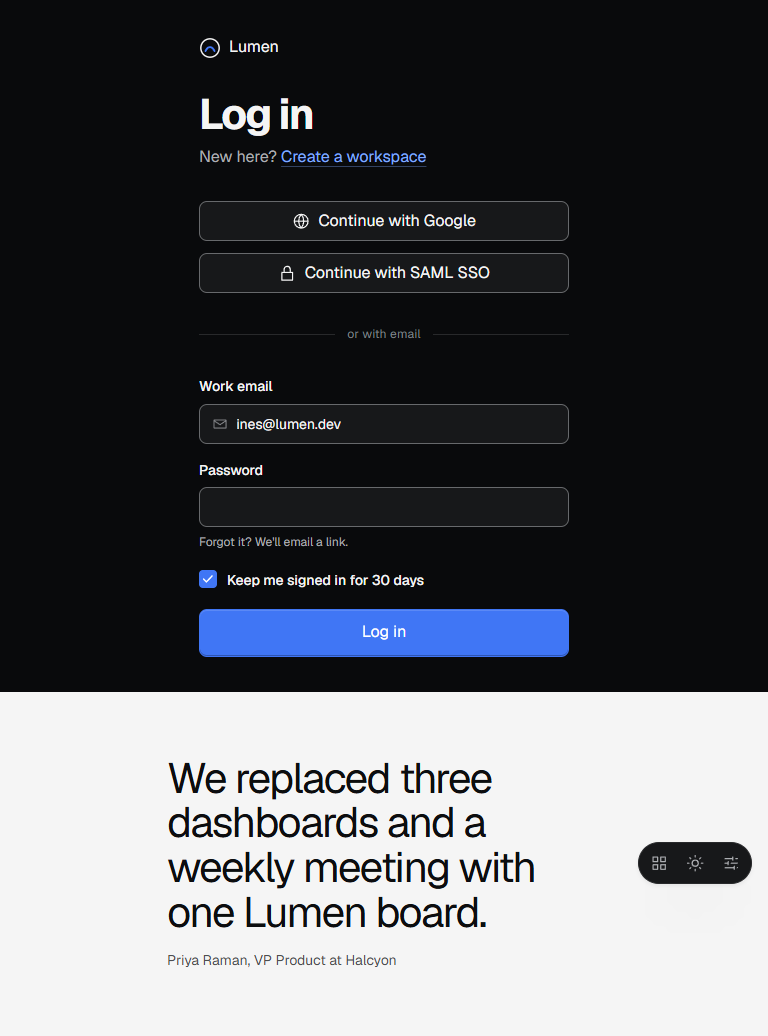 Lumen
Log in
New here? Create a workspace
Continue with Google
Continue with SAML SSO
or with email
Work email
ines@lumen.dev
Password
Forgot it? We'll email a link.
Keep me signed in for 30 days
Log in
We replaced three
dashboards and a
weekly meeting with
one Lumen board.
Priya Raman, VP Product at Halcyon